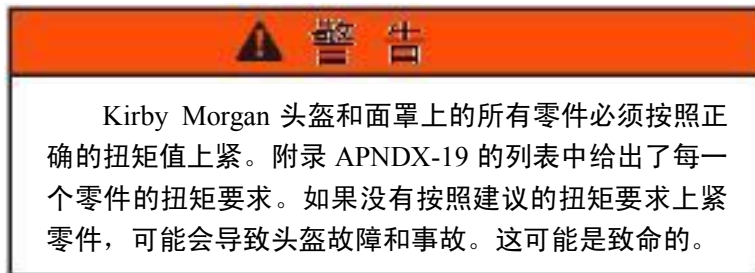 警告
Kirby Morgan 头盔和面罩上的所有零件必须按照正
确的扭矩值上紧。附录 APNDX-19 的列表中给出了每一
个零件的扭矩要求。如果没有按照建议的扭矩要求上紧
零件，可能会导致头盔故障和事故。这可能是致命的。